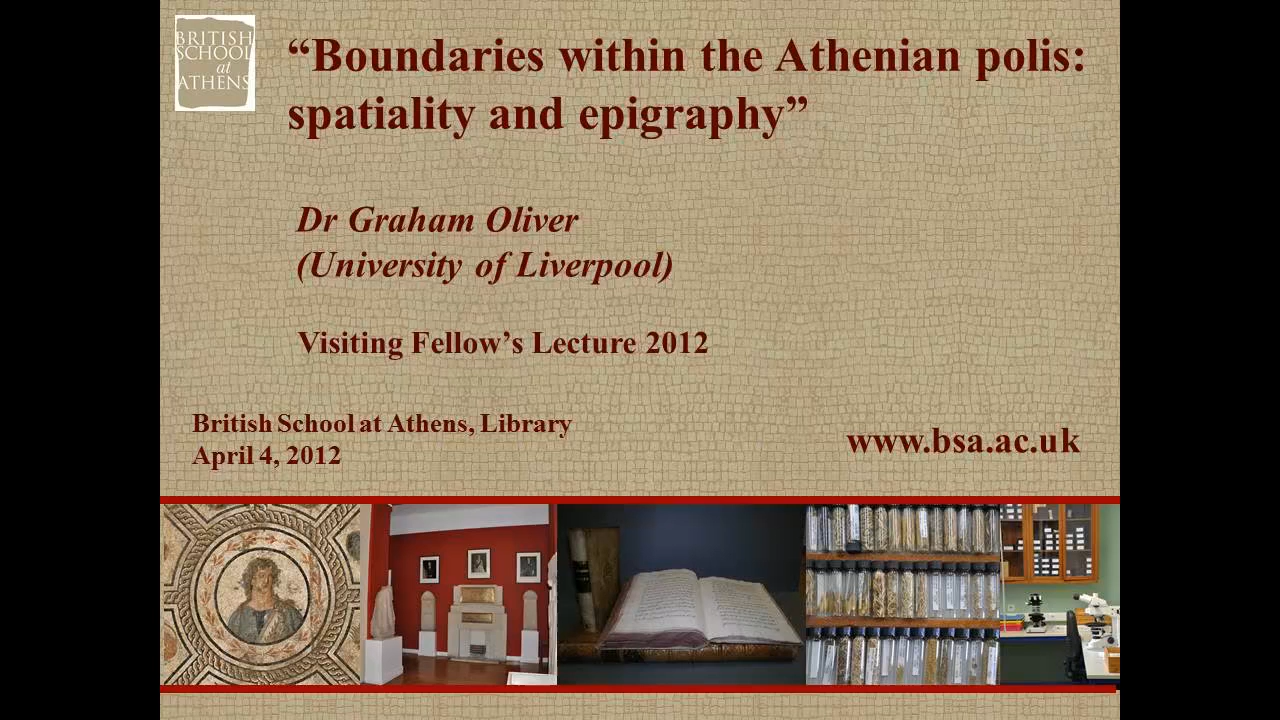 BRITISH
SCHOOL
at
ATHENS
“Boundaries within the Athenian polis:
spatiality and epigraphy”
Dr Graham Oliver
(University of Liverpool)
Visiting Fellow’s Lecture 2012
British School at Athens, Library
April 4, 2012
www.bsa.ac.uk